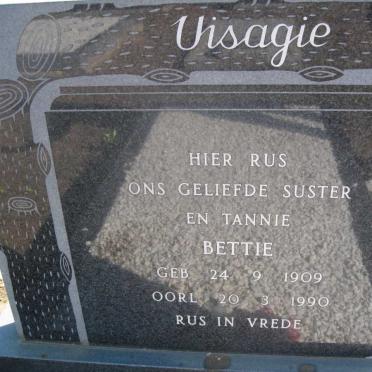 Visagie
HIER RUS
ONS GELIEFDE SUSTER
EN TANNIE
BETTIE
GEB. 24. 9. 1909
OORL. 20. 3. 1990
RUS IN VREDE